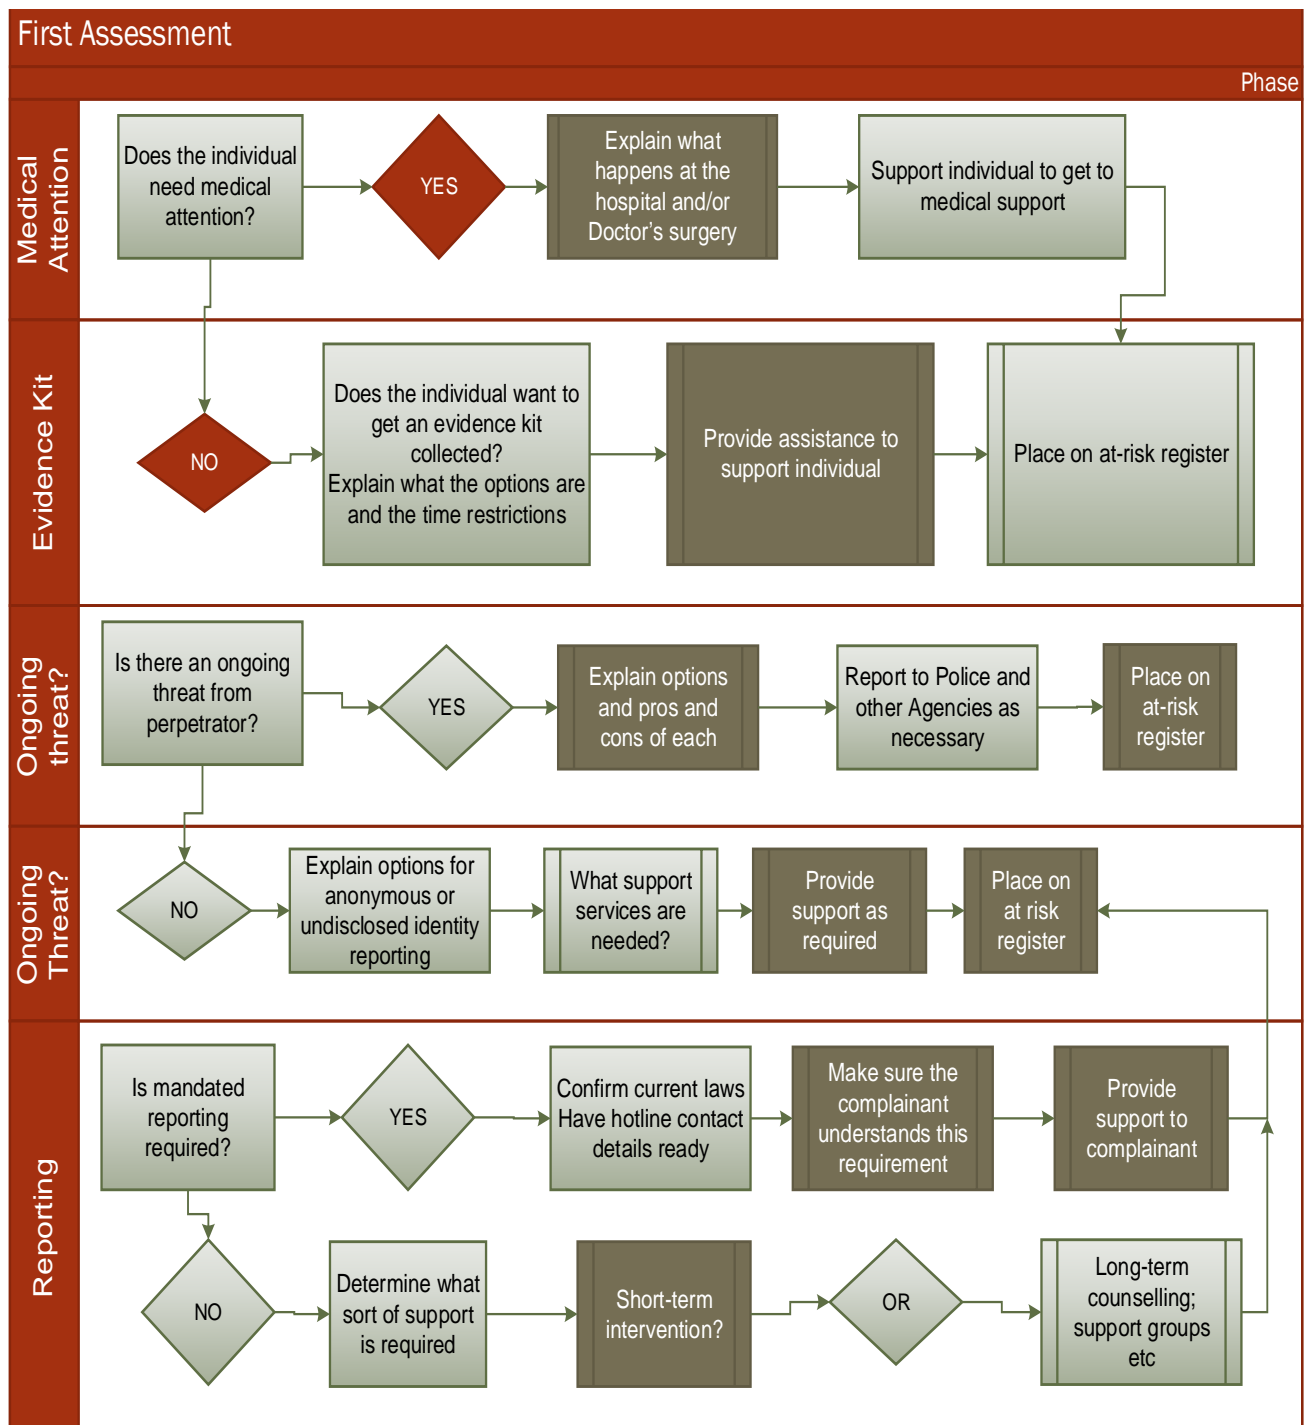 First Assessment
Phase
Medical
Attention
Does the individual
need medical
attention?
YES
Explain what
happens at the
hospital and/or
Doctor's surgery
Support individual to get to
medical support
Evidence Kit
NO
Does the individual want to
get an evidence kit
collected?
Explain what the options are
and the time restrictions
Provide assistance to
support individual
Place on at-risk register
Ongoing
threat?
Is there an ongoing
threat from
perpetrator?
YES
Explain options
and pros and
cons of each
Report to Police and
other Agencies as
necessary
Place on
at-risk
register
Ongoing
Threat?
NO
Explain options for
anonymous or
undisclosed identity
reporting
What support
services are
needed?
Provide
support as
required
Place on
at risk
register
Reporting
Is mandated
reporting
required?
YES
Confirm current laws
Have hotline contact
details ready
Make sure the
complainant
understands this
requirement
Provide
support to
complainant
NO
Determine what
sort of support
is required
Short-term
intervention?
OR
Long-term
counselling;
support groups
etc